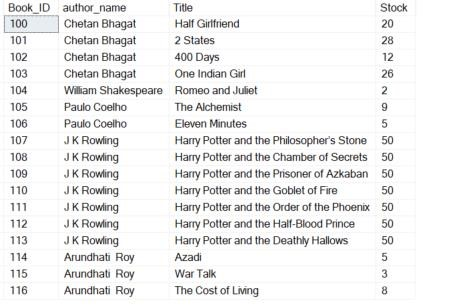 Book_ID author_name Title Stock
100 Chetan Bhagat Half Girlfriend 20
101 Chetan Bhagat 2 States 28
102 Chetan Bhagat 400 Days 12
103 Chetan Bhagat One Indian Girl 26
104 William Shakespeare Romeo and Juliet 2
105 Paulo Coelho The Alchemist 9
106 Paulo Coelho Eleven Minutes 5
107 J K Rowling Harry Potter and the Philosopher's Stone 50
108 J K Rowling Harry Potter and the Chamber of Secrets 50
109 J K Rowling Harry Potter and the Prisoner of Azkaban 50
110 J K Rowling Harry Potter and the Goblet of Fire 50
111 J K Rowling Harry Potter and the Order of the Phoenix 50
112 J K Rowling Harry Potter and the Half-Blood Prince 50
113 J K Rowling Harry Potter and the Deathly Hallows 50
114 Arundhati Roy Azadi 5
115 Arundhati Roy War Talk 3
116 Arundhati Roy The Cost of Living 8